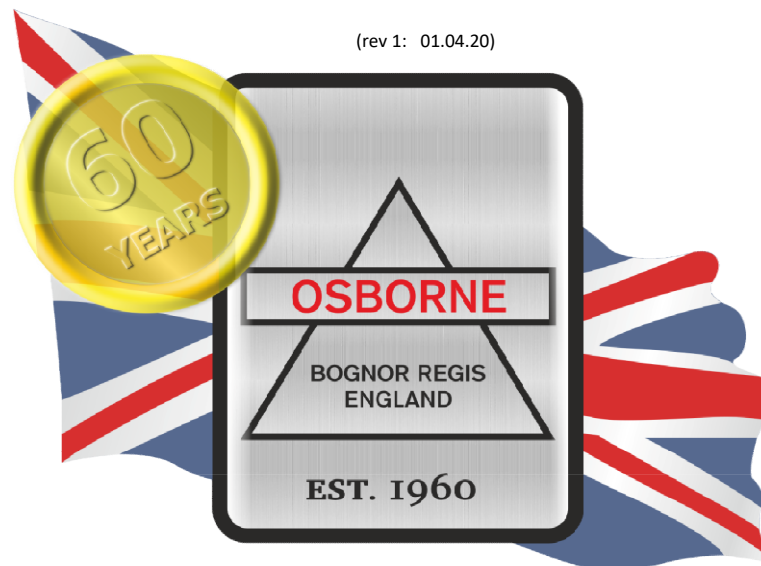 (rev 1: 01.04.20)
60
YEARS
OSBORNE
BOGNOR REGIS
ENGLAND
EST. 1960